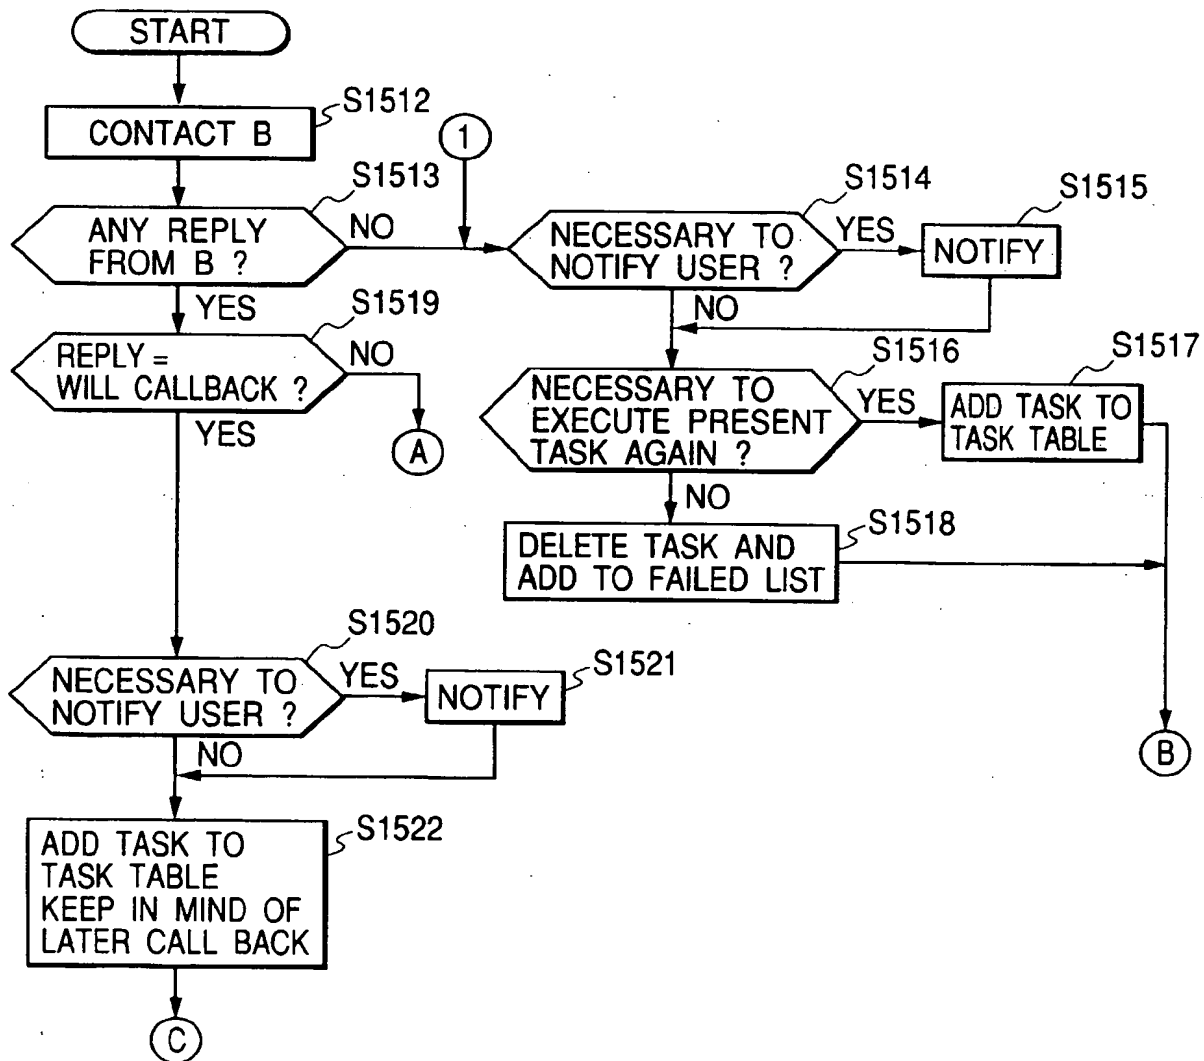 START
S1512
CONTACT B
1
S1513
ANY REPLY
FROM B ?
NO
YES
S1514
NECESSARY TO
NOTIFY USER ?
YES
NO
S1515
NOTIFY
S1519
REPLY =
WILL CALLBACK ?
NO
YES
A
S1516
NECESSARY TO
EXECUTE PRESENT
TASK AGAIN ?
YES
NO
S1517
ADD TASK TO
TASK TABLE
S1518
DELETE TASK AND
ADD TO FAILED LIST
B
S1520
NECESSARY TO
NOTIFY USER ?
YES
NO
S1521
NOTIFY
S1522
ADD TASK TO
TASK TABLE
KEEP IN MIND OF
LATER CALL BACK
C